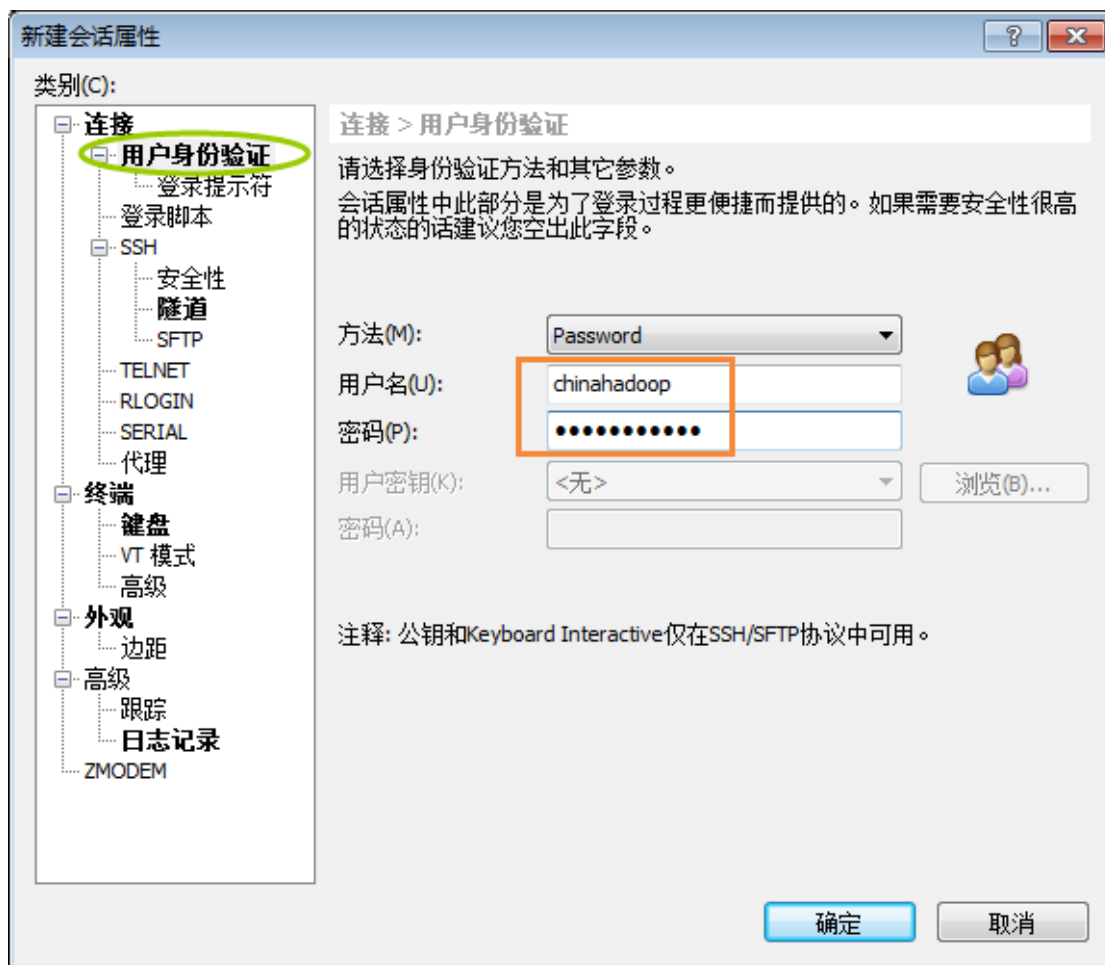 新建会话属性
类别(C):
连接
用户身份验证
登录提示符
登录脚本
SSH
安全性
隧道
SFTP
TELNET
RLOGIN
SERIAL
代理
终端
键盘
VT 模式
高级
外观
边距
高级
跟踪
日志记录
ZMODEM
连接 > 用户身份验证
请选择身份验证方法和其它参数。
会话属性中此部分是为了登录过程更便捷而提供的。如果需要安全性很高
的状态的话建议您空出此字段。
方法(M): Password
用户名(U): chinahadoop
密码(P): ●●●●●●●●●●●
用户密钥(K): <无> 浏览(B)...
密码(A):
注释: 公钥和Keyboard Interactive仅在SSH/SFTP协议中可用。
确定 取消